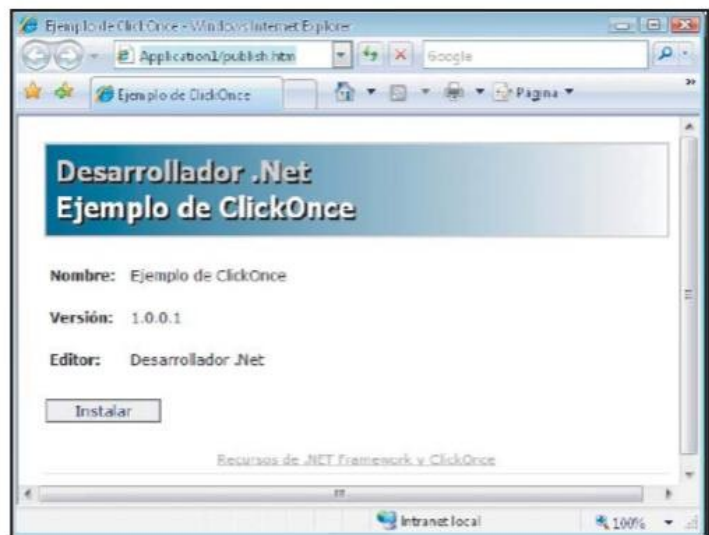 Ejemplo de ClickOnce - Windows Internet Explorer
Application1/publish.htm
Google
Ejemplo de ClickOnce
Página
Desarrollador .Net
Ejemplo de ClickOnce
Nombre: Ejemplo de ClickOnce
Versión: 1.0.0.1
Editor: Desarrollador .Net
Instalar
Recursos de .NET Framework y ClickOnce
Intranet local
100%